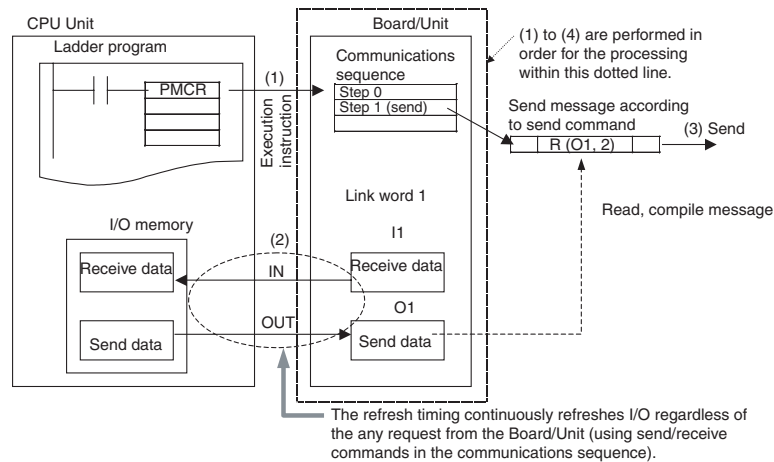 CPU Unit
Board/Unit
Ladder program
PMCR
(1)
Execution
instruction
Communications
sequence
Step 0
Step 1 (send)
(1) to (4) are performed in
order for the processing
within this dotted line.
Send message according
to send command
R (O1, 2)
(3) Send
Read, compile message
Link word 1
I/O memory
Receive data
Send data
(2)
IN
OUT
I1
Receive data
O1
Send data
The refresh timing continuously refreshes I/O regardless of
the any request from the Board/Unit (using send/receive
commands in the communications sequence).